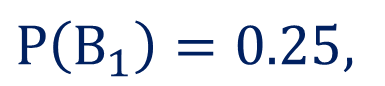 P(B₁) = 0.25,